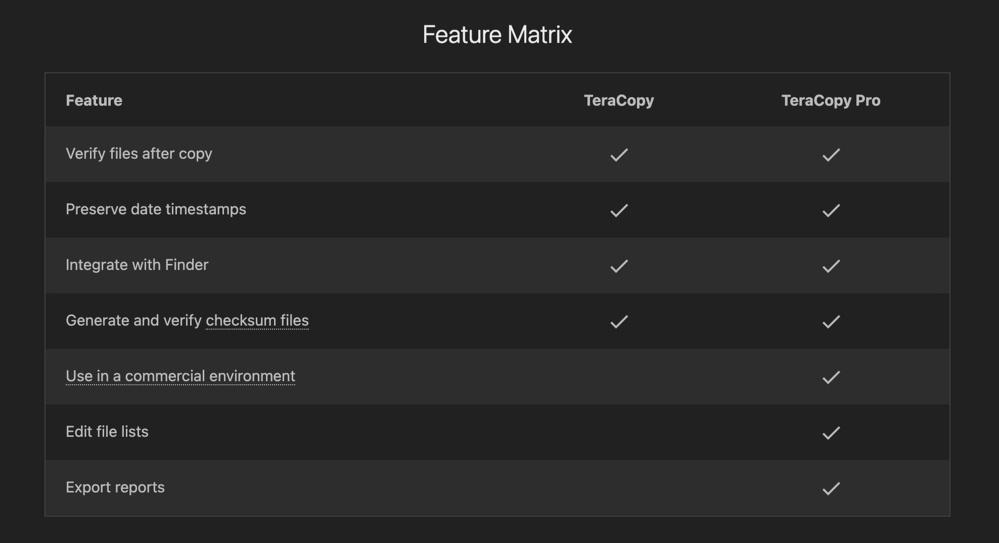 Feature Matrix
Feature TeraCopy TeraCopy Pro
Verify files after copy ✓ ✓
Preserve date timestamps ✓ ✓
Integrate with Finder ✓ ✓
Generate and verify checksum files ✓ ✓
Use in a commercial environment ✓
Edit file lists ✓
Export reports ✓